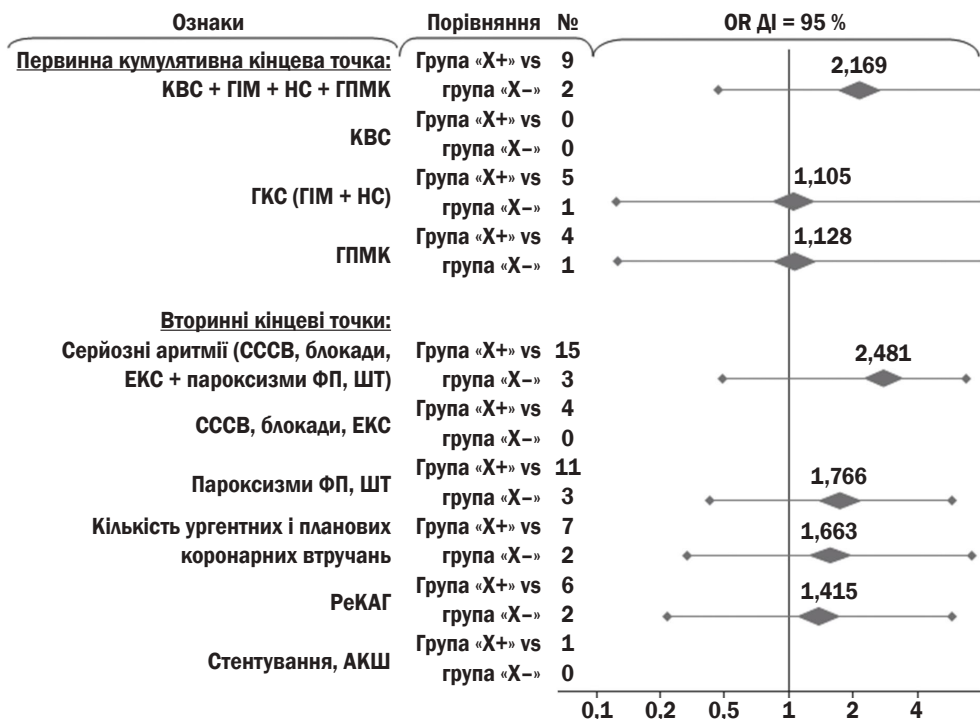 Ознаки Порівняння № OR ДІ = 95 %
Первинна кумулятивна кінцева точка: Група «Х+» vs 9 2,169
КВС + ГІМ + НС + ГПМК група «Х–» 2
Група «Х+» vs 0
КВС
група «Х–» 0
Група «Х+» vs 5 1,105
ГКС (ГІМ + НС)
група «Х–» 1
Група «Х+» vs 4 1,128
ГПМК
група «Х–» 1
Вторинні кінцеві точки:
Серйозні аритмії (СССВ, блокади, Група «Х+» vs 15 2,481
ЕКС + пароксизми ФП, ШТ) група «Х–» 3
Група «Х+» vs 4
СССВ, блокади, ЕКС
група «Х–» 0
Група «Х+» vs 11 1,766
Пароксизми ФП, ШТ
група «Х–» 3
Кількість ургентних і планових Група «Х+» vs 7 1,663
коронарних втручань група «Х–» 2
Група «Х+» vs 6 1,415
РеКАГ
група «Х–» 2
Група «Х+» vs 1
Стентування, АКШ
група «Х–» 0
0,1 0,2 0,5 1 2 4